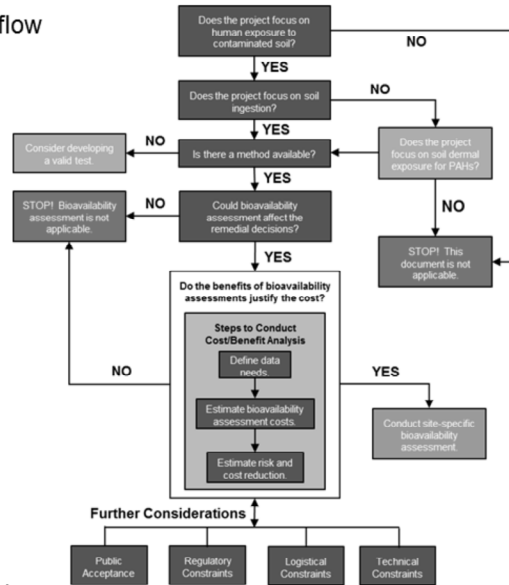 flow
Does the project focus on
human exposure to
contaminated soil?
NO
YES
Does the project focus on soil
ingestion?
NO
YES
Consider developing
a valid test.
NO
Is there a method available?
Does the project
focus on soil dermal
exposure for PAHs?
YES
STOP! Bioavailability
assessment is not
applicable.
NO
Could bioavailability
assessment affect the
remedial decisions?
NO
YES
STOP! This
document is not
applicable.
Do the benefits of bioavailability
assessments justify the cost?
Steps to Conduct
Cost/Benefit Analysis
Define data
needs.
NO
YES
Estimate bioavailability
assessment costs.
Conduct site-specific
bioavailability
assessment.
Estimate risk and
cost reduction.
Further Considerations
Public
Acceptance
Regulatory
Constraints
Logistical
Constraints
Technical
Constraints